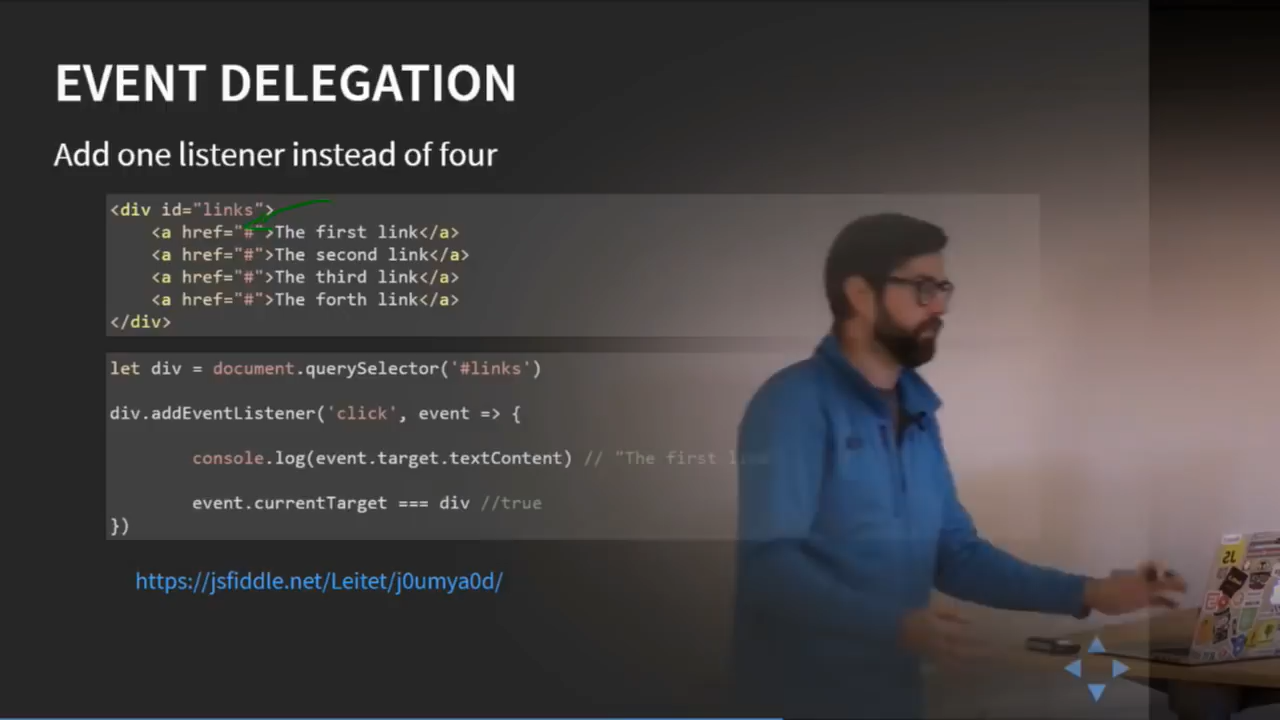 EVENT DELEGATION
Add one listener instead of four
<div id="links">
<a href="#">The first link</a>
<a href="#">The second link</a>
<a href="#">The third link</a>
<a href="#">The forth link</a>
</div>
let div = document.querySelector('#links')
div.addEventListener('click', event => {
console.log(event.target.textContent) // "The first
event.currentTarget === div //true
})
https://jsfiddle.net/Leitet/j0umya0d/